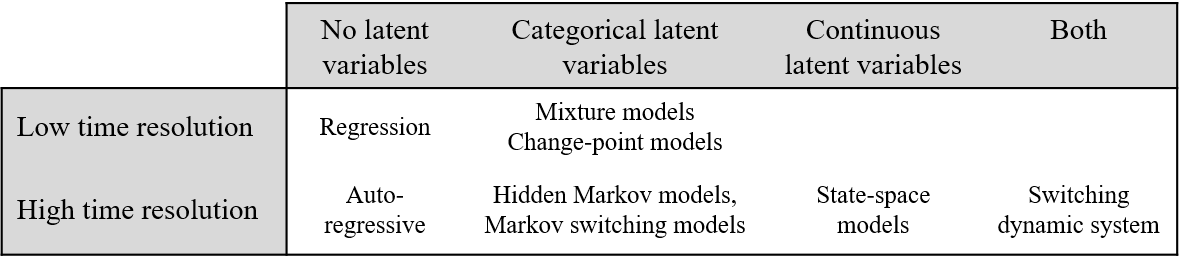 No latent
variables
Categorical latent
variables
Continuous
latent variables
Both
Low time resolution
Regression
Mixture models
Change-point models
High time resolution
Auto-
regressive
Hidden Markov models,
Markov switching models
State-space
models
Switching
dynamic system